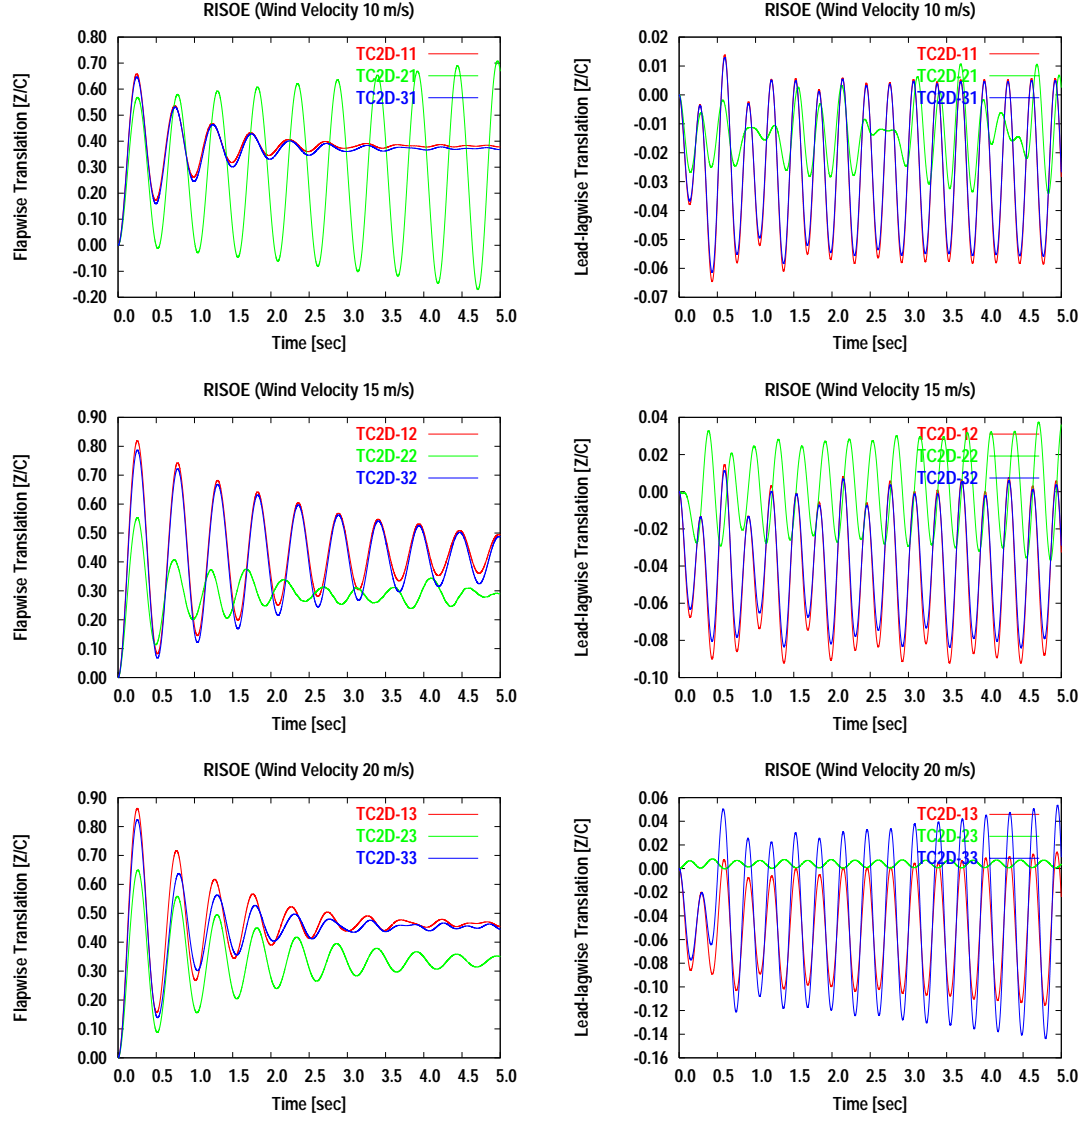 RISOE (Wind Velocity 10 m/s)
Flapwise Translation [Z/C]
0.80
0.70
0.60
0.50
0.40
0.30
0.20
0.10
0.00
-0.10
-0.20
TC2D-11
TC2D-21
TC2D-31
0.0 0.5 1.0 1.5 2.0 2.5 3.0 3.5 4.0 4.5 5.0
Time [sec]
RISOE (Wind Velocity 10 m/s)
Lead-lagwise Translation [Z/C]
0.02
0.01
0.00
-0.01
-0.02
-0.03
-0.04
-0.05
-0.06
-0.07
TC2D-11
TC2D-21
TC2D-31
0.0 0.5 1.0 1.5 2.0 2.5 3.0 3.5 4.0 4.5 5.0
Time [sec]
RISOE (Wind Velocity 15 m/s)
Flapwise Translation [Z/C]
0.90
0.80
0.70
0.60
0.50
0.40
0.30
0.20
0.10
0.00
TC2D-12
TC2D-22
TC2D-32
0.0 0.5 1.0 1.5 2.0 2.5 3.0 3.5 4.0 4.5 5.0
Time [sec]
RISOE (Wind Velocity 15 m/s)
Lead-lagwise Translation [Z/C]
0.04
0.02
0.00
-0.02
-0.04
-0.06
-0.08
-0.10
TC2D-12
TC2D-22
TC2D-32
0.0 0.5 1.0 1.5 2.0 2.5 3.0 3.5 4.0 4.5 5.0
Time [sec]
RISOE (Wind Velocity 20 m/s)
Flapwise Translation [Z/C]
0.90
0.80
0.70
0.60
0.50
0.40
0.30
0.20
0.10
0.00
TC2D-13
TC2D-23
TC2D-33
0.0 0.5 1.0 1.5 2.0 2.5 3.0 3.5 4.0 4.5 5.0
Time [sec]
RISOE (Wind Velocity 20 m/s)
Lead-lagwise Translation [Z/C]
0.06
0.04
0.02
0.00
-0.02
-0.04
-0.06
-0.08
-0.10
-0.12
-0.14
-0.16
TC2D-13
TC2D-23
TC2D-33
0.0 0.5 1.0 1.5 2.0 2.5 3.0 3.5 4.0 4.5 5.0
Time [sec]